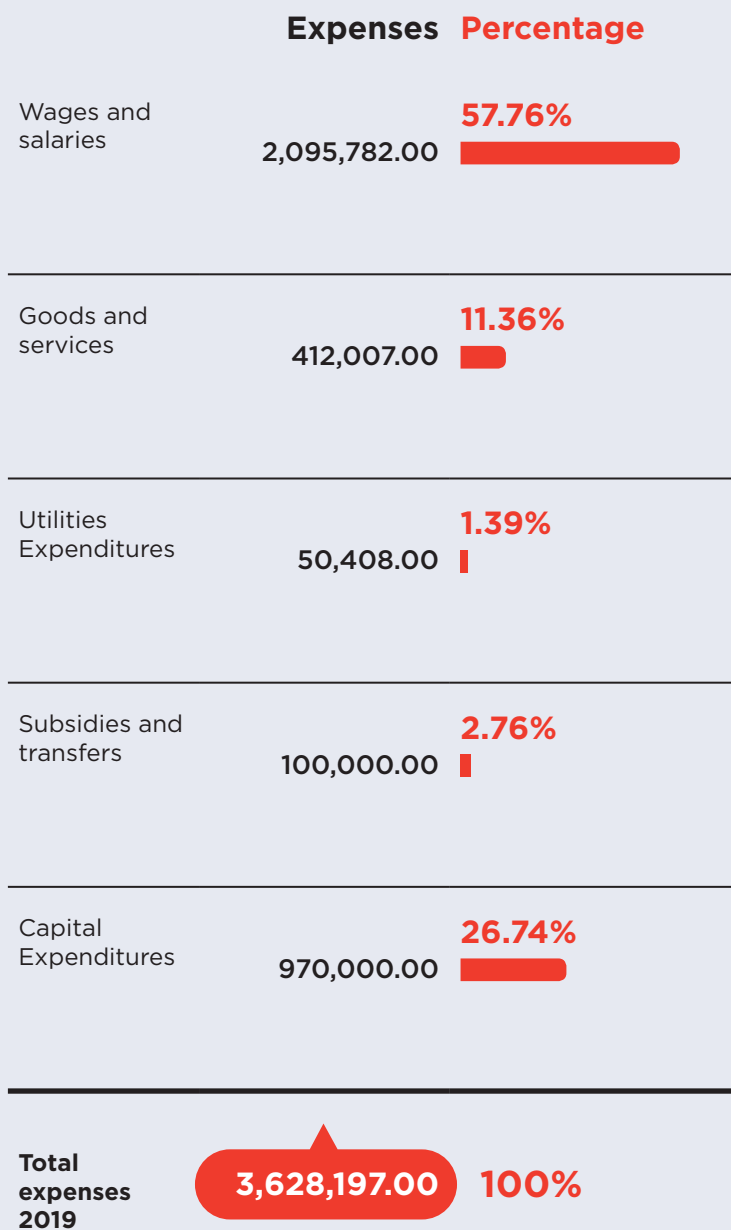 Expenses Percentage
Wages and
salaries
2,095,782.00
57.76%
Goods and
services
412,007.00
11.36%
Utilities
Expenditures
50,408.00
1.39%
Subsidies and
transfers
100,000.00
2.76%
Capital
Expenditures
970,000.00
26.74%
Total
expenses
2019
3,628,197.00
100%